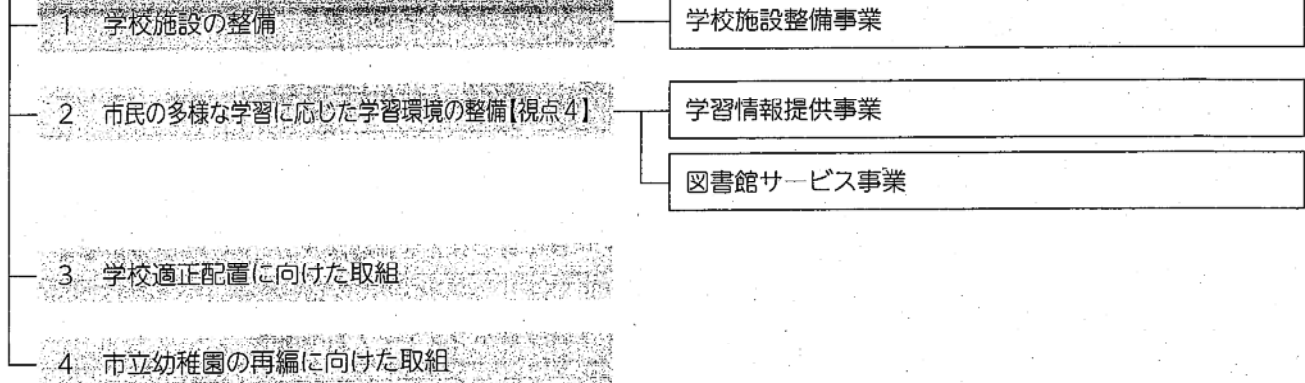 1 学校施設の整備
学校施設整備事業
2 市民の多様な学習に応じた学習環境の整備【視点4】
学習情報提供事業
図書館サービス事業
3 学校適正配置に向けた取組
4 市立幼稚園の再編に向けた取組